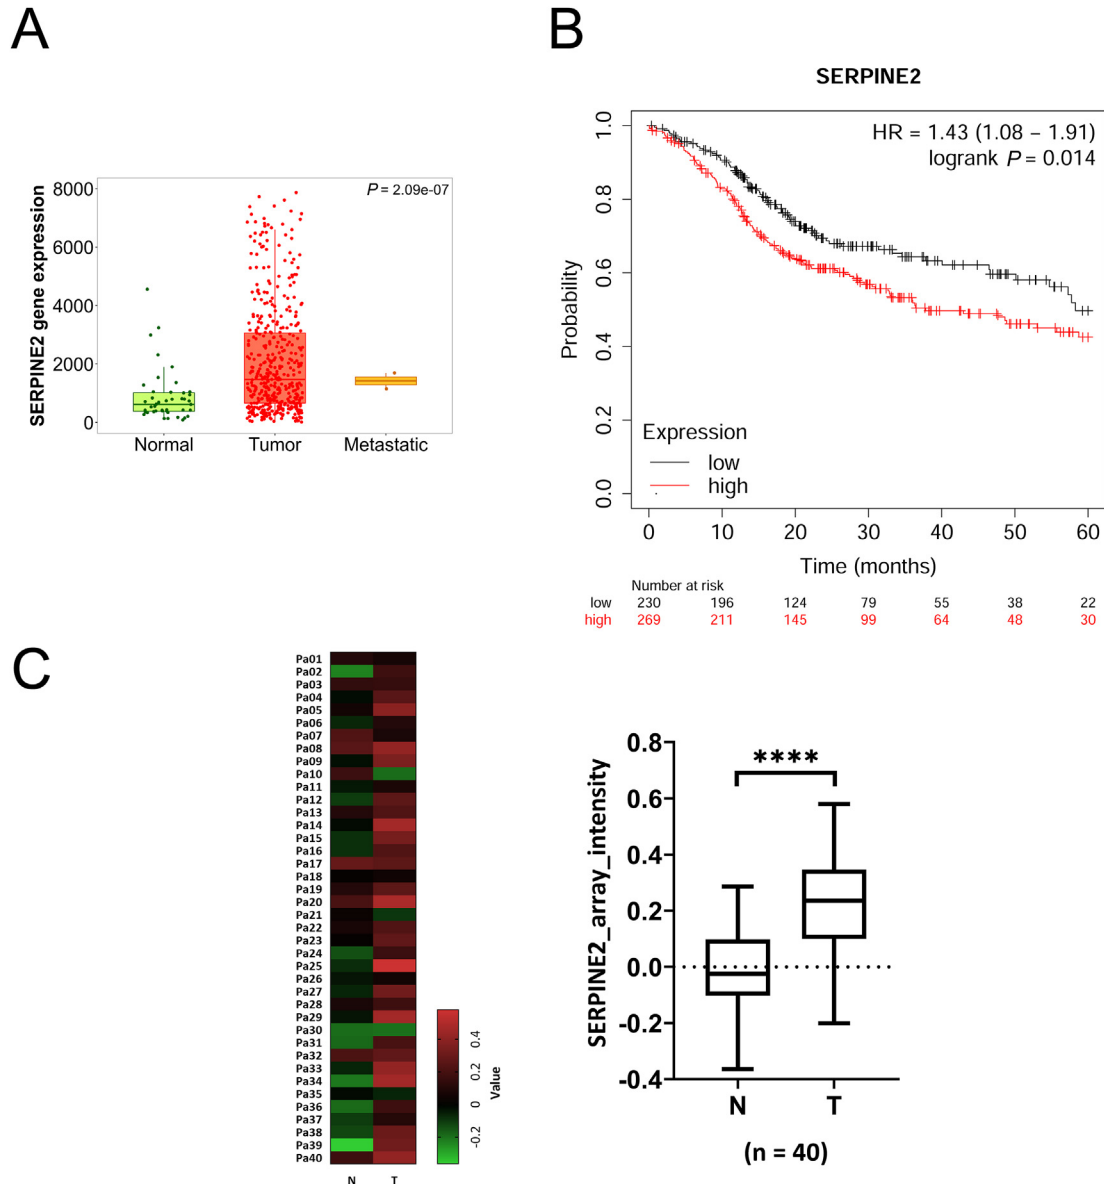 A
SERPINE2 gene expression
8000
6000
4000
2000
0
P = 2.09e-07
Normal Tumor Metastatic
B
SERPINE2
HR = 1.43 (1.08 – 1.91)
logrank P = 0.014
Probability
1.0
0.8
0.6
0.4
0.2
0.0
Expression
low
high
0 10 20 30 40 50 60
Time (months)
Number at risk
low 230 196 124 79 55 38 22
high 269 211 145 99 64 48 30
C
Pa01
Pa02
Pa03
Pa04
Pa05
Pa06
Pa07
Pa08
Pa09
Pa10
Pa11
Pa12
Pa13
Pa14
Pa15
Pa16
Pa17
Pa18
Pa19
Pa20
Pa21
Pa22
Pa23
Pa24
Pa25
Pa26
Pa27
Pa28
Pa29
Pa30
Pa31
Pa32
Pa33
Pa34
Pa35
Pa36
Pa37
Pa38
Pa39
Pa40
N T
0.4
0.2
0
-0.2
Value
SERPINE2_array_intensity
0.8
0.6
0.4
0.2
0.0
-0.2
-0.4
****
N T
(n = 40)